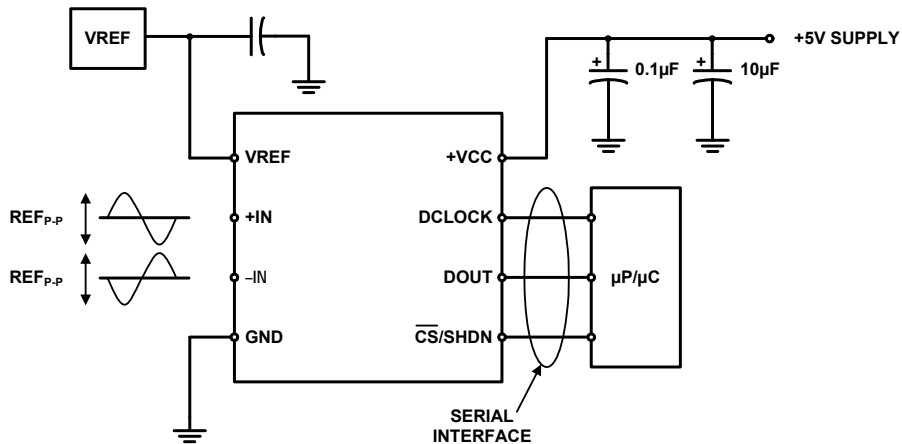 VREF
+5V SUPPLY
+ 0.1µF
+ 10µF
VREF
+VCC
REFP-P
+IN
DCLOCK
REFP-P
–IN
DOUT
µP/µC
GND
CS/SHDN
SERIAL
INTERFACE